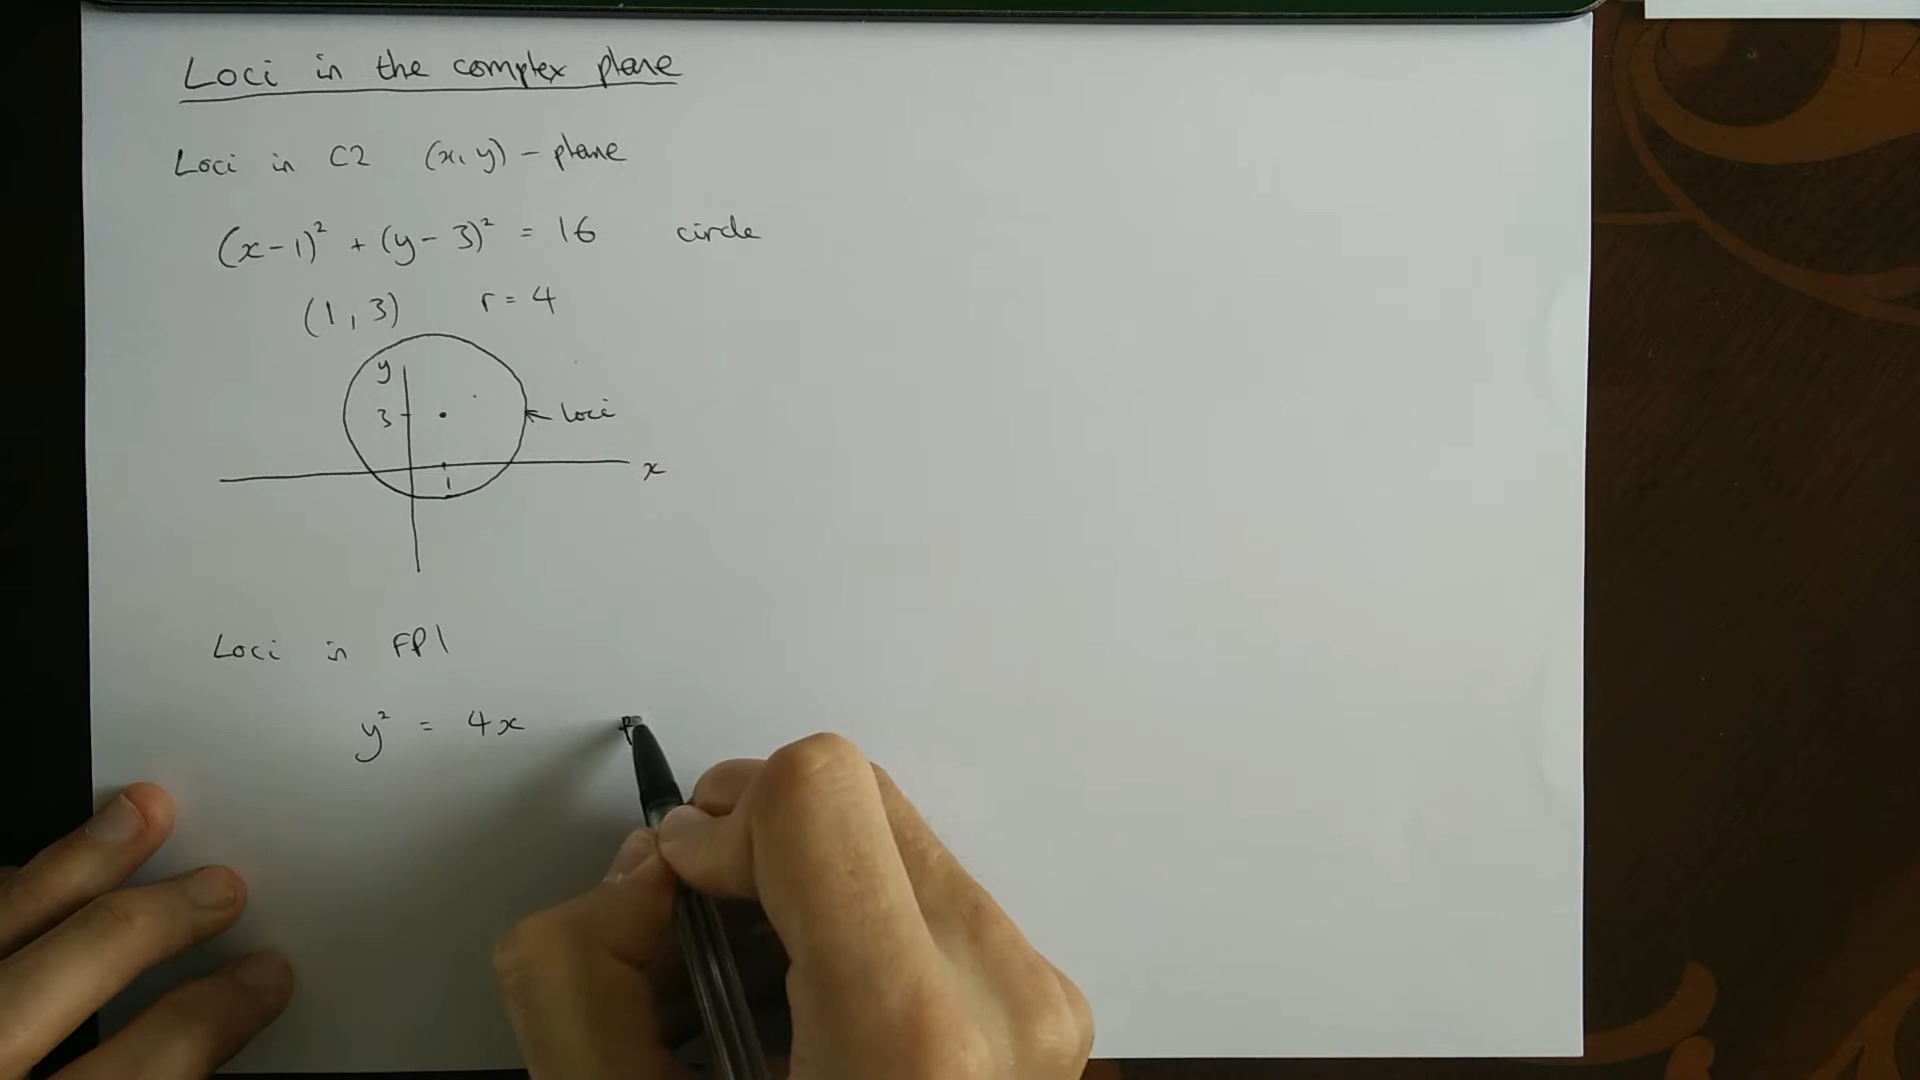 Loci in the complex plane
Loci in C2 (x, y) - plane
(x-1)² + (y-3)² = 16 circle
(1, 3) r = 4
y
3
← loci
x
1
Loci in FP1
y² = 4x p